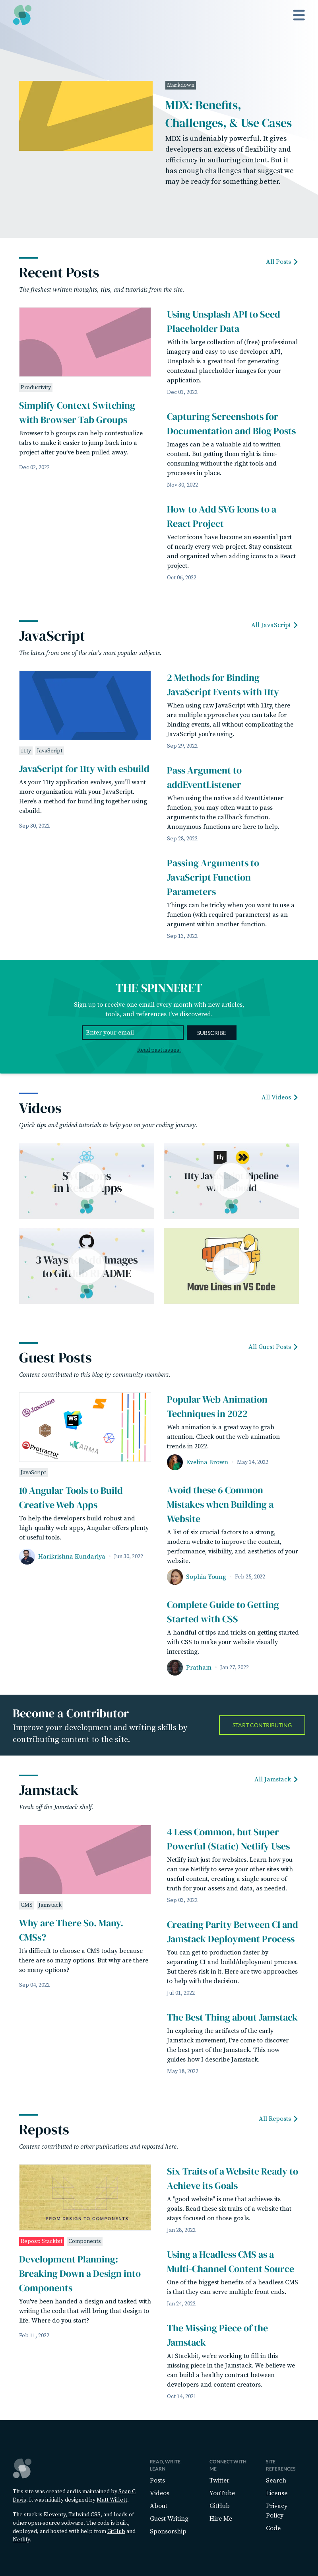 Markdown
MDX: Benefits,
Challenges, & Use Cases
MDX is undeniably powerful. It gives
developers an excess of flexibility and
efficiency in authoring content. But it
has enough challenges that suggest we
may be ready for something better.
All Posts
Recent Posts
The freshest written thoughts, tips, and tutorials from the site.
Productivity
Simplify Context Switching
with Browser Tab Groups
Browser tab groups can help contextualize
tabs to make it easier to jump back into a
project after you've been pulled away.
Dec 02, 2022
Using Unsplash API to Seed
Placeholder Data
With its large collection of (free) professional
imagery and easy-to-use developer API,
Unsplash is a great tool for generating
contextual placeholder images for your
application.
Dec 01, 2022
Capturing Screenshots for
Documentation and Blog Posts
Images can be a valuable aid to written
content. But getting them right is time-
consuming without the right tools and
processes in place.
Nov 30, 2022
How to Add SVG Icons to a
React Project
Vector icons have become an essential part
of nearly every web project. Stay consistent
and organized when adding icons to a React
project.
Oct 06, 2022
All JavaScript
JavaScript
The latest from one of the site's most popular subjects.
11ty JavaScript
JavaScript for 11ty with esbuild
As your 11ty application evolves, you'll want
more organization with your JavaScript.
Here's a method for bundling together using
esbuild.
Sep 30, 2022
2 Methods for Binding
JavaScript Events with 11ty
When using raw JavaScript with 11ty, there
are multiple approaches you can take for
binding events, all without complicating the
JavaScript you're using.
Sep 29, 2022
Pass Argument to
addEventListener
When using the native addEventListener
function, you may often want to pass
arguments to the callback function.
Anonymous functions are here to help.
Sep 28, 2022
Passing Arguments to
JavaScript Function
Parameters
Things can be tricky when you want to use a
function (with required parameters) as an
argument within another function.
Sep 13, 2022
THE SPINNERET
Sign up to receive one email every month with new articles,
tools, and references I've discovered.
Enter your email
SUBSCRIBE
Read past issues.
All Videos
Videos
Quick tips and guided tutorials to help you on your coding journey.
Move Lines in VS Code
All Guest Posts
Guest Posts
Content contributed to this blog by community members.
Jasmine
WS
Protractor
KARMA
JavaScript
10 Angular Tools to Build
Creative Web Apps
To help the developers build robust and
high-quality web apps, Angular offers plenty
of useful tools.
Harikrishna Kundariya · Jun 30, 2022
Popular Web Animation
Techniques in 2022
Web animation is a great way to grab
attention. Check out the web animation
trends in 2022.
Evelina Brown · May 14, 2022
Avoid these 6 Common
Mistakes when Building a
Website
A list of six crucial factors to a strong,
modern website to improve the content,
performance, visibility, and aesthetics of your
website.
Sophia Young · Feb 25, 2022
Complete Guide to Getting
Started with CSS
A handful of tips and tricks on getting started
with CSS to make your website visually
interesting.
Pratham · Jan 27, 2022
Become a Contributor
Improve your development and writing skills by
contributing content to the site.
START CONTRIBUTING
All Jamstack
Jamstack
Fresh off the Jamstack shelf.
CMS Jamstack
Why are There So. Many.
CMSs?
It's difficult to choose a CMS today because
there are so many options. But why are there
so many options?
Sep 04, 2022
4 Less Common, but Super
Powerful (Static) Netlify Uses
Netlify isn't just for websites. Learn how you
can use Netlify to serve your other sites with
useful content, creating a single source of
truth for your assets and data, as needed.
Sep 02, 2022
Creating Parity Between CI and
Jamstack Deployment Process
You can get to production faster by
separating CI and build/deployment process.
But there's risk in it. Here are two approaches
to help with the decision.
Jul 01, 2022
The Best Thing about Jamstack
In exploring the artifacts of the early
Jamstack movement, I've come to discover
the best part of the Jamstack. This now
guides how I describe Jamstack.
May 18, 2022
All Reposts
Reposts
Content contributed to other publications and reposted here.
FROM DESIGN TO COMPONENTS
Repost: Stackbit Components
Development Planning:
Breaking Down a Design into
Components
You've been handed a design and tasked with
writing the code that will bring that design to
life. Where do you start?
Feb 11, 2022
Six Traits of a Website Ready to
Achieve its Goals
A "good website" is one that achieves its
goals. Read these six traits of a website that
stays focused on those goals.
Jan 28, 2022
Using a Headless CMS as a
Multi-Channel Content Source
One of the biggest benefits of a headless CMS
is that they can serve multiple front ends.
Jan 24, 2022
The Missing Piece of the
Jamstack
At Stackbit, we're working to fill in this
missing piece in the Jamstack. We believe we
can build a healthy contract between
developers and content creators.
Oct 14, 2021
This site was created and is maintained by Sean C
Davis. It was initially designed by Matt Willett.
The stack is Eleventy, Tailwind CSS, and loads of
other open-source software. The code is built,
deployed, and hosted with help from GitHub and
Netlify.
READ, WRITE,
LEARN
Posts
Videos
About
Guest Writing
Sponsorship
CONNECT WITH
ME
Twitter
YouTube
GitHub
Hire Me
SITE
REFERENCES
Search
License
Privacy
Policy
Code